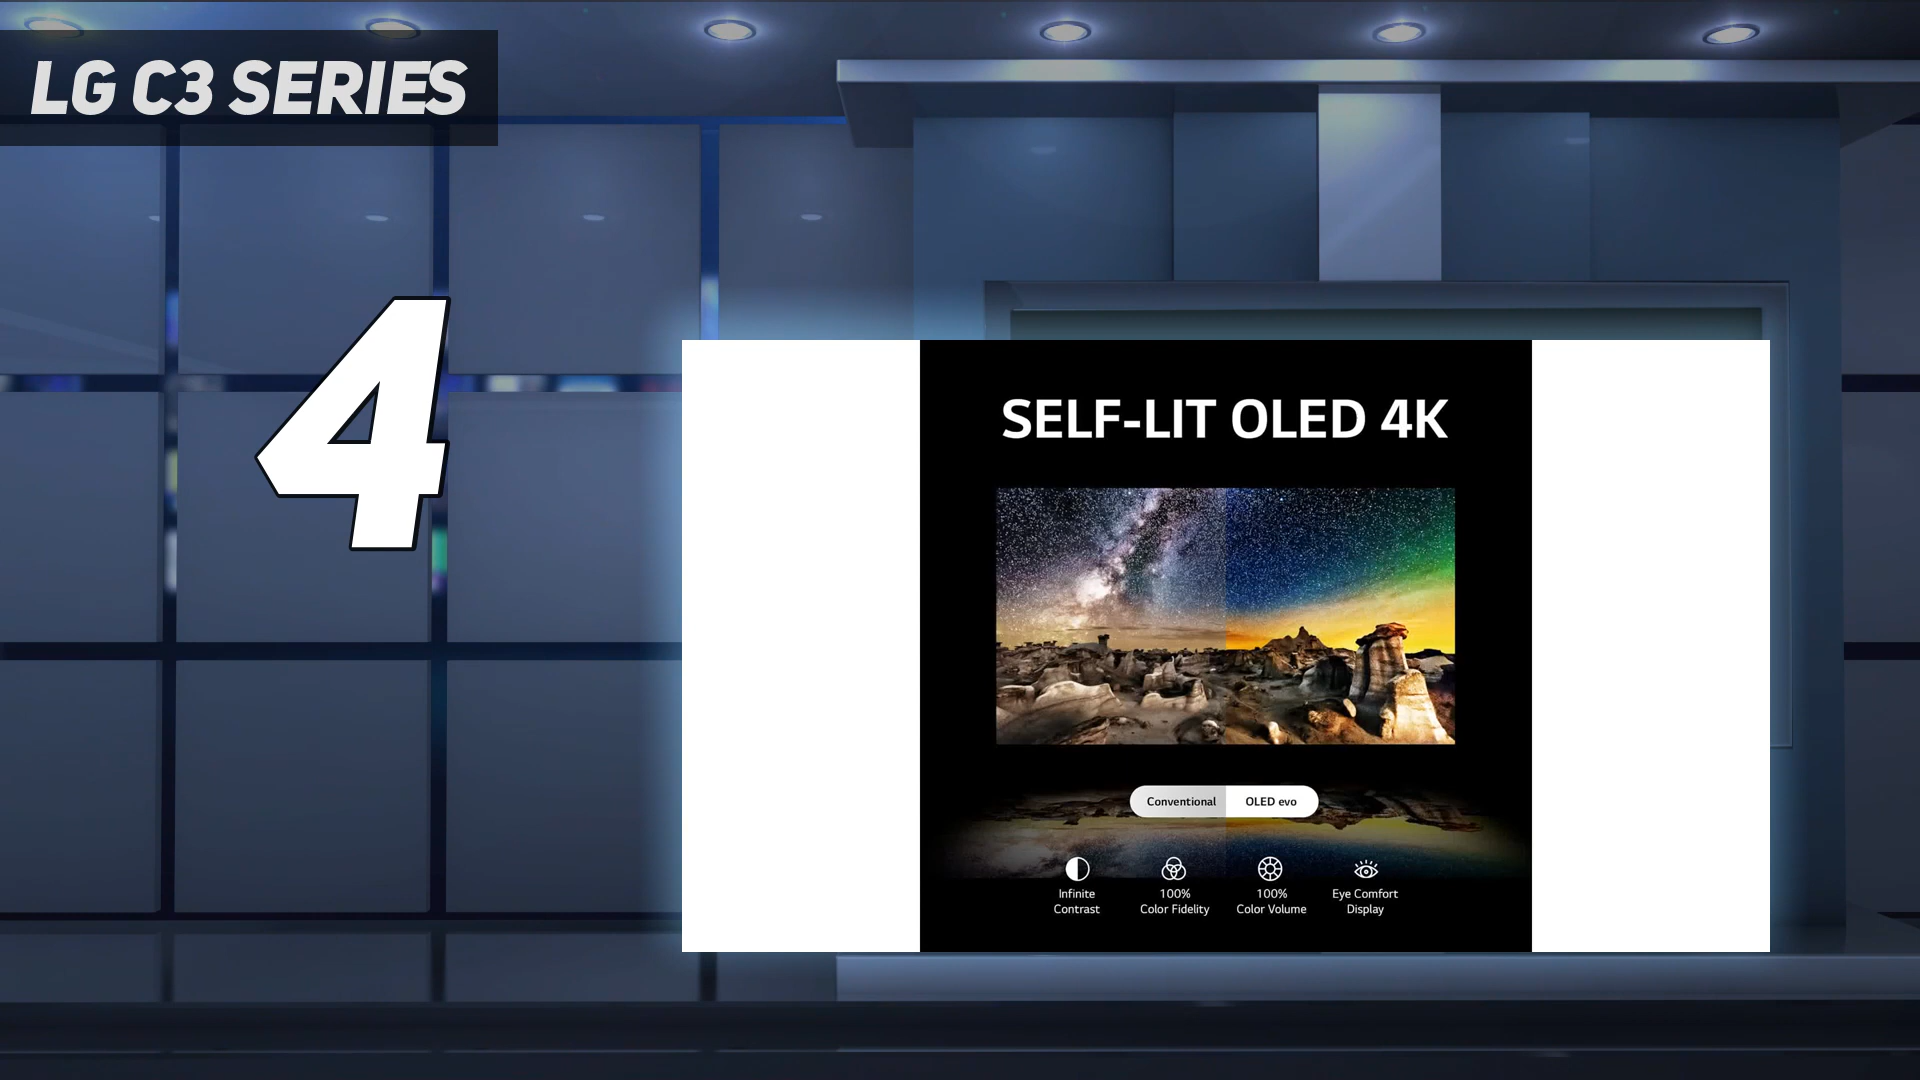 LG C3 SERIES
4
SELF-LIT OLED 4K
Conventional OLED evo
Infinite Contrast
100% Color Fidelity
100% Color Volume
Eye Comfort Display